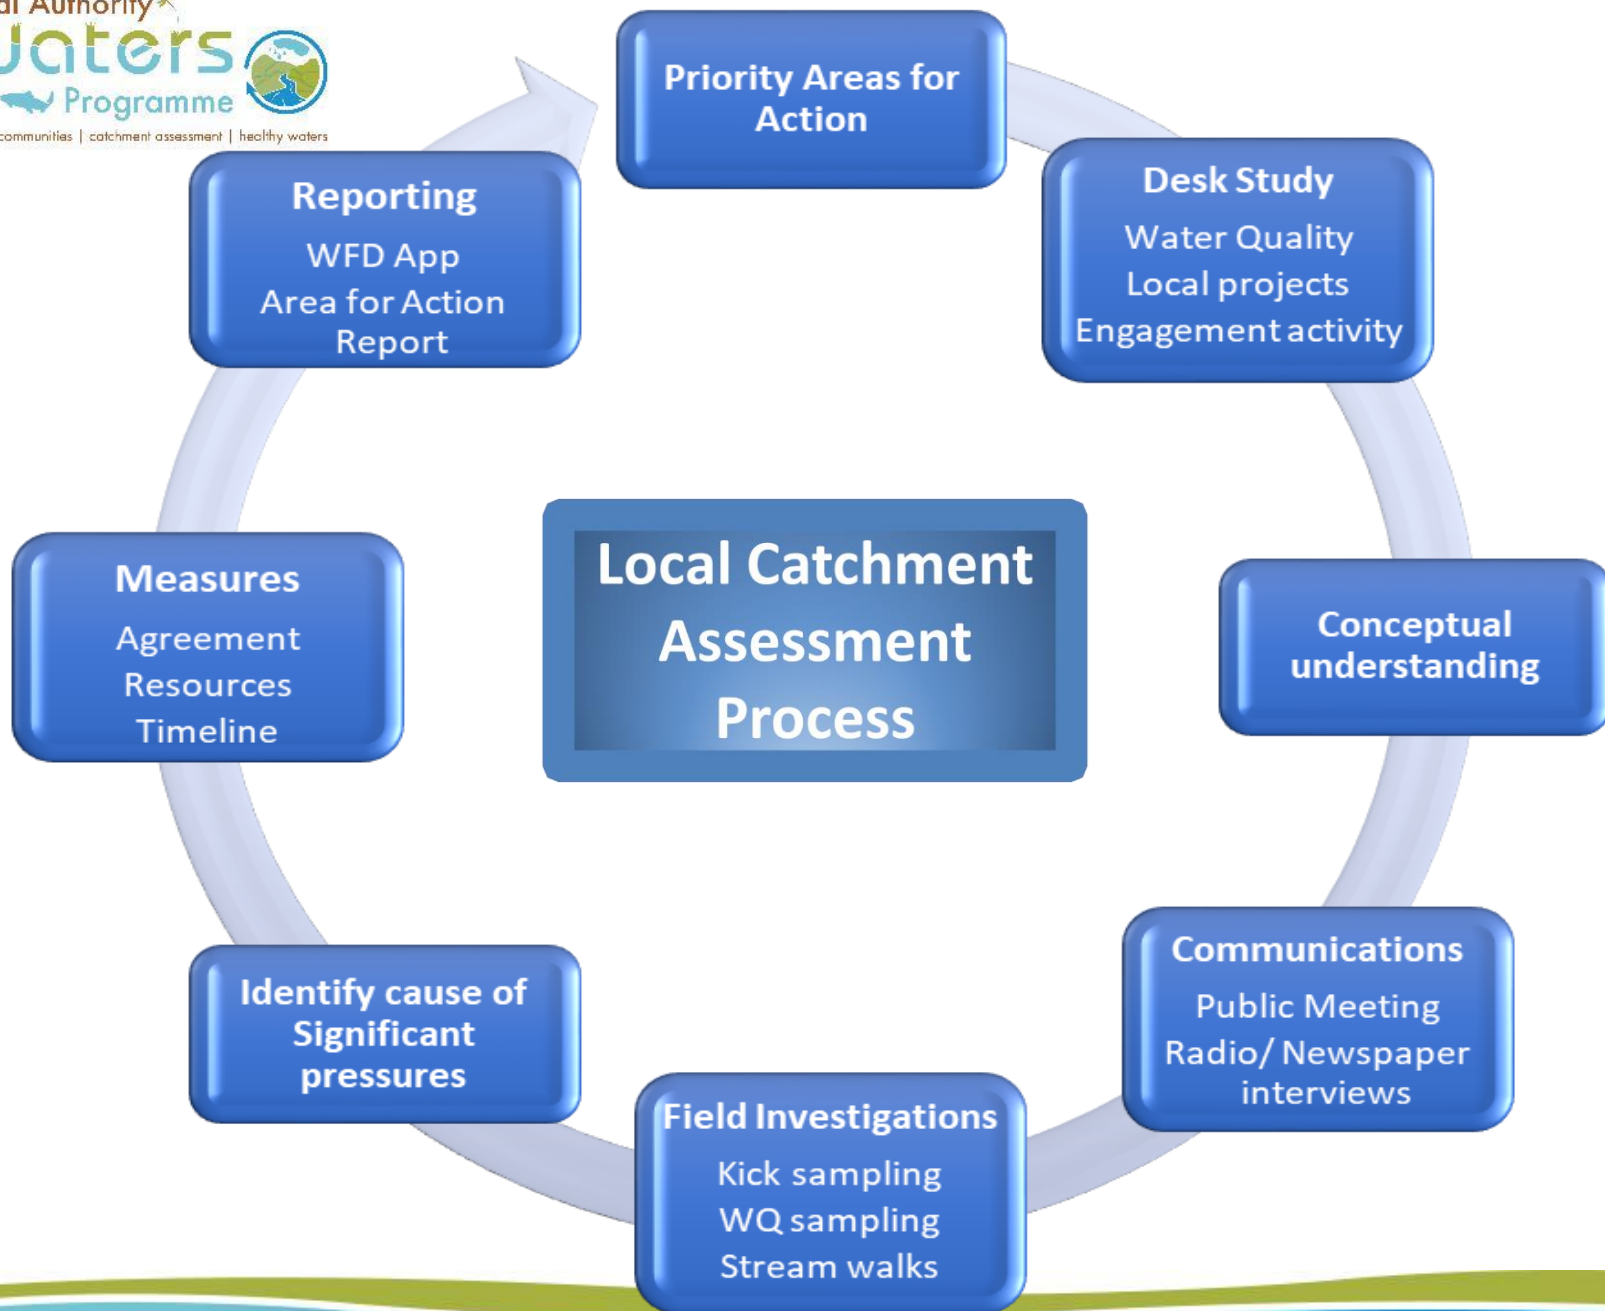 Authority
Waters
Programme
communities | catchment assessment | healthy waters
Priority Areas for
Action
Desk Study
Water Quality
Local projects
Engagement activity
Conceptual
understanding
Communications
Public Meeting
Radio/ Newspaper
interviews
Field Investigations
Kick sampling
WQ sampling
Stream walks
Identify cause of
Significant
pressures
Measures
Agreement
Resources
Timeline
Reporting
WFD App
Area for Action
Report
Local Catchment
Assessment
Process